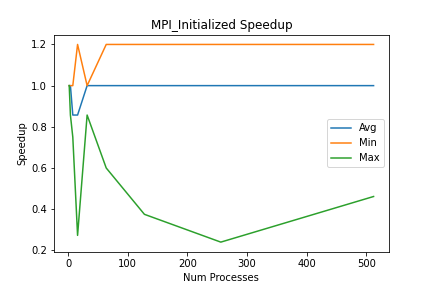 MPI_Initialized Speedup
1.2
1.0
0.8
0.6
0.4
0.2
Speedup
Avg
Min
Max
0 100 200 300 400 500
Num Processes